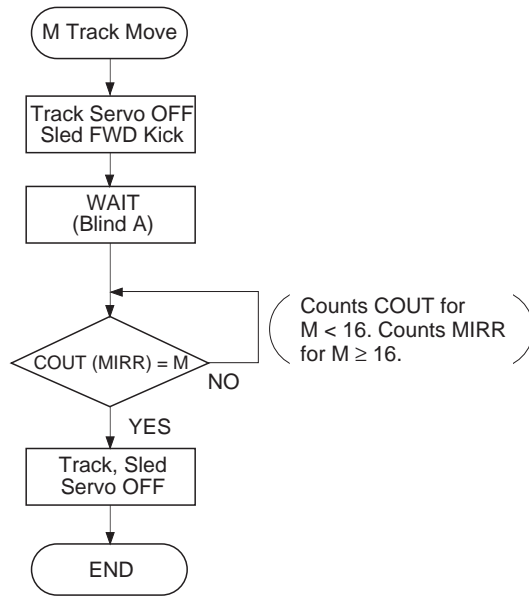 M Track Move
Track Servo OFF
Sled FWD Kick
WAIT
(Blind A)
Counts COUT for
M < 16. Counts MIRR
for M ≥ 16.
COUT (MIRR) = M
NO
YES
Track, Sled
Servo OFF
END